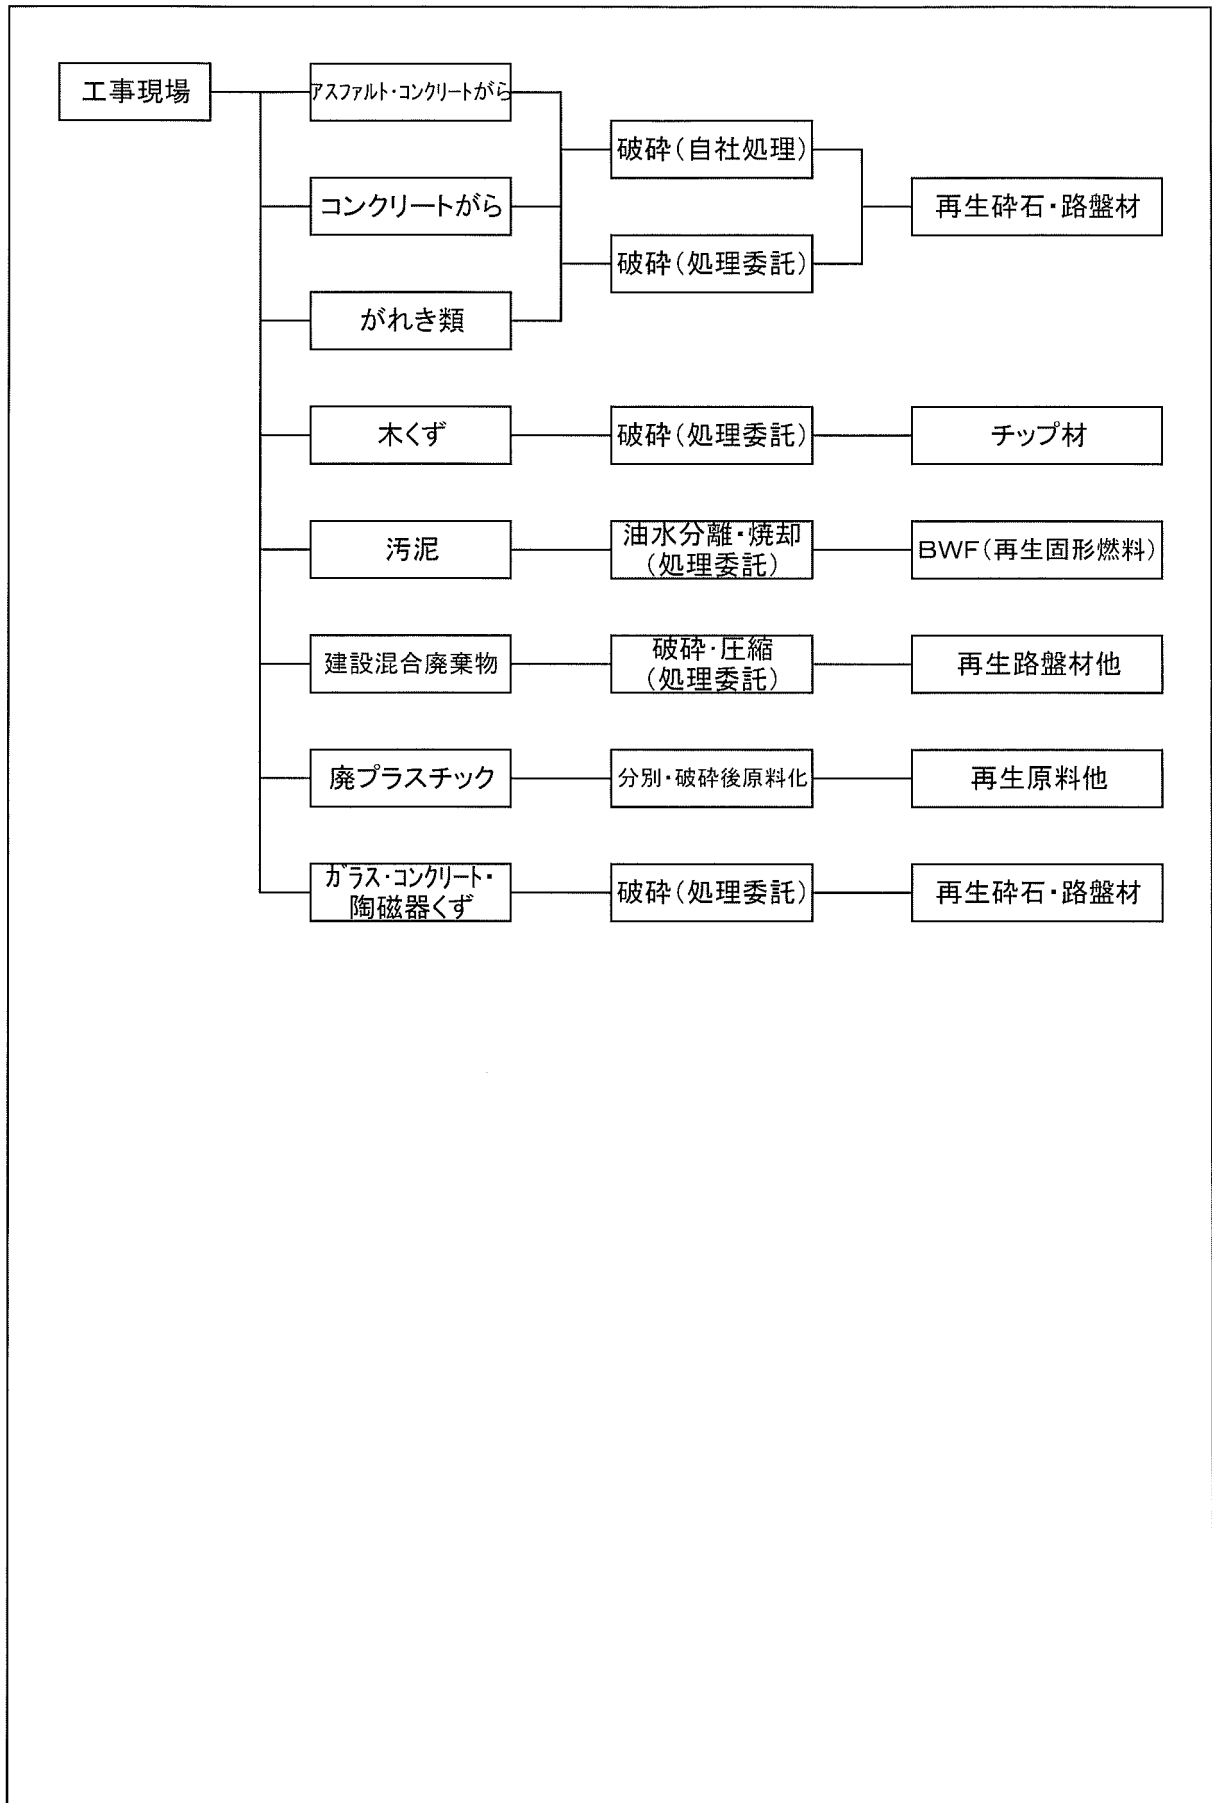 工事現場
アスファルト・コンクリートがら
破砕(自社処理)
コンクリートがら
再生砕石・路盤材
破砕(処理委託)
がれき類
木くず
破砕(処理委託)
チップ材
汚泥
油水分離・焼却
(処理委託)
BWF(再生固形燃料)
建設混合廃棄物
破砕・圧縮
(処理委託)
再生路盤材他
廃プラスチック
分別・破砕後原料化
再生原料他
ガラス・コンクリート・
陶磁器くず
破砕(処理委託)
再生砕石・路盤材